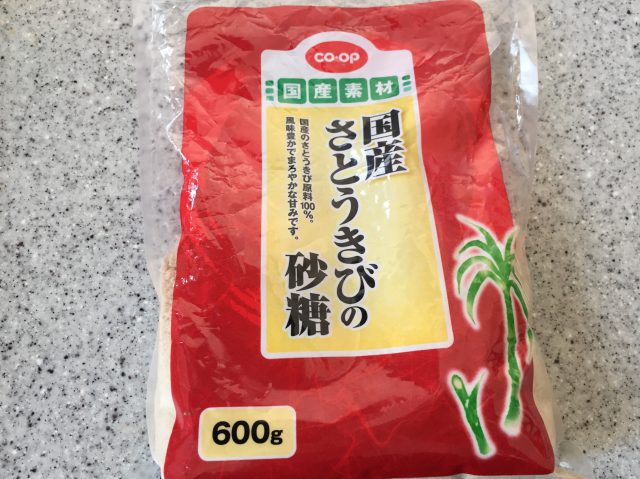 CO·OP
国産素材
国産
さとうきびの
砂糖
国産のさとうきび原料100%。
風味豊かでまろやかな甘みです。
600g